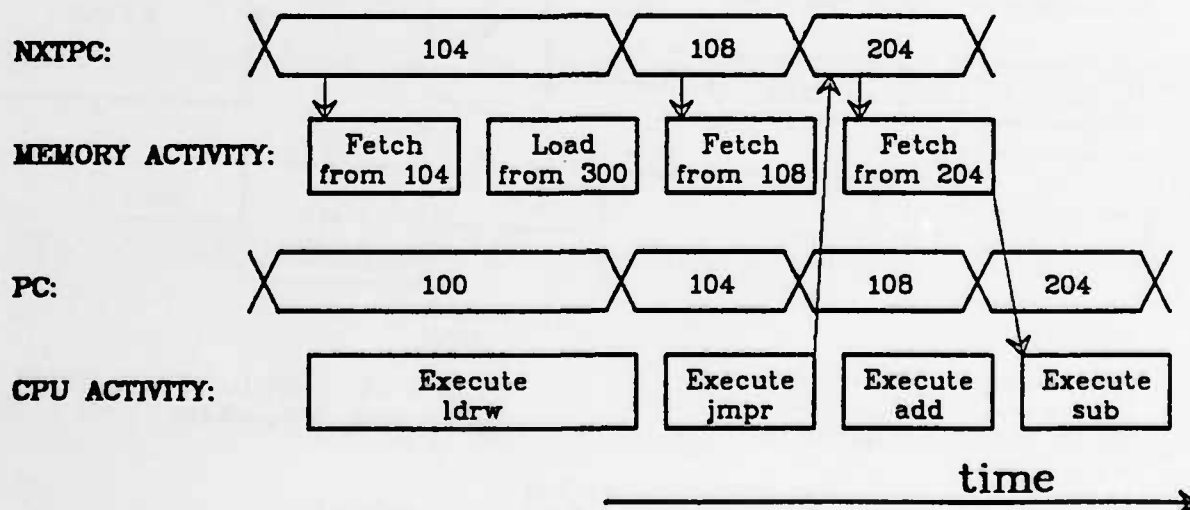 NXTPC:
104
108
204
MEMORY ACTIVITY:
Fetch
from 104
Load
from 300
Fetch
from 108
Fetch
from 204
PC:
100
104
108
204
CPU ACTIVITY:
Execute
ldrw
Execute
jmpr
Execute
add
Execute
sub
time